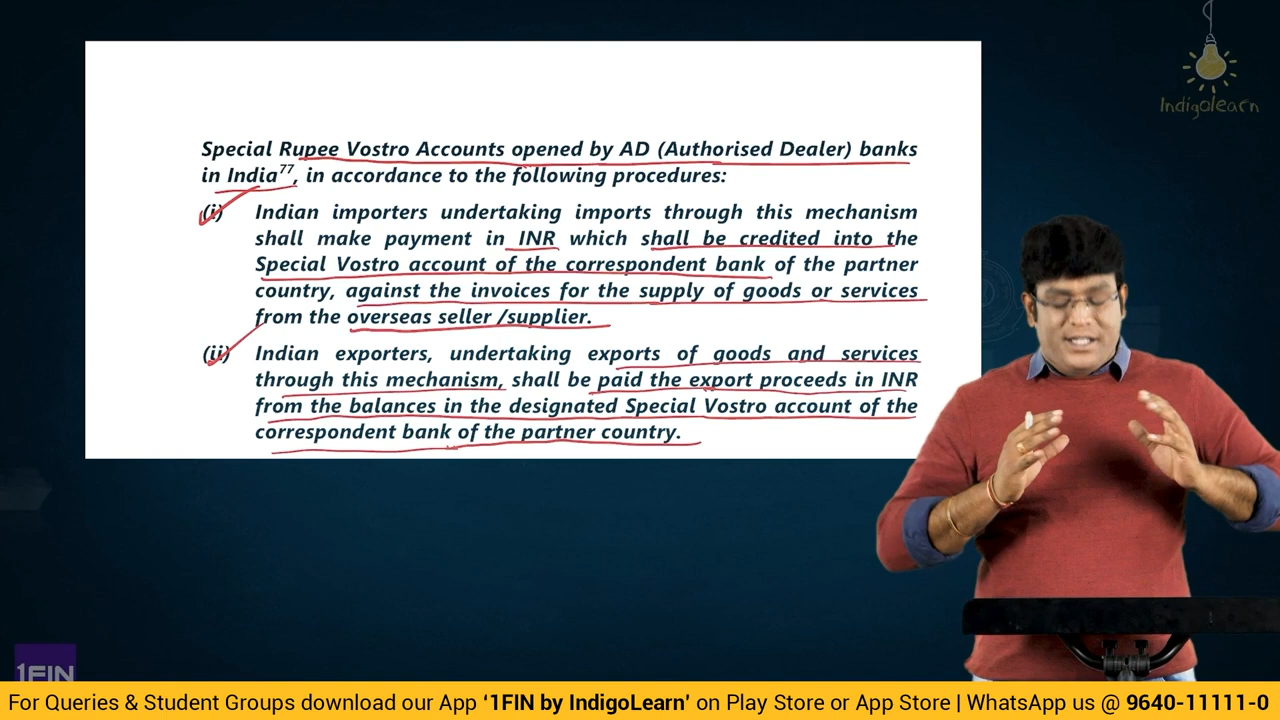 Indigolearn
Special Rupee Vostro Accounts opened by AD (Authorised Dealer) banks
in India77, in accordance to the following procedures:
(i) Indian importers undertaking imports through this mechanism
shall make payment in INR which shall be credited into the
Special Vostro account of the correspondent bank of the partner
country, against the invoices for the supply of goods or services
from the overseas seller /supplier.
(ii) Indian exporters, undertaking exports of goods and services
through this mechanism, shall be paid the export proceeds in INR
from the balances in the designated Special Vostro account of the
correspondent bank of the partner country.
1FIN
For Queries & Student Groups download our App ‘1FIN by IndigoLearn’ on Play Store or App Store | WhatsApp us @ 9640-11111-0